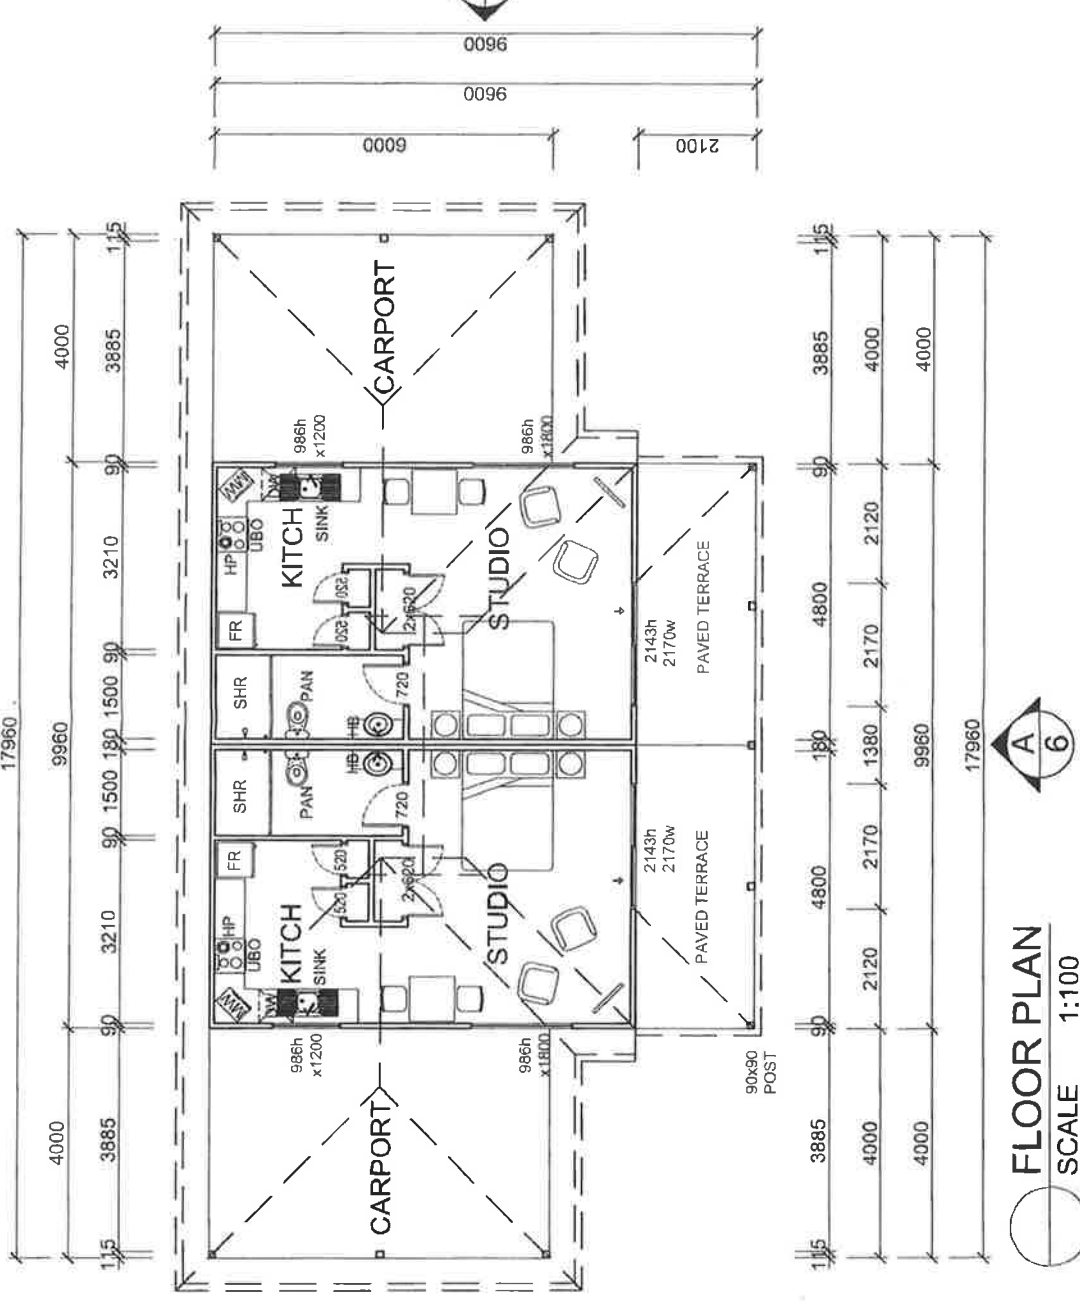 9600
9600
6000
2100
17960
4000
9960
4000
115
3885
90
3210
90
1500
180
1500
90
3210
90
3885
115
CARPORT
986h
x1200
986h
x1800
MW
DW
SINK
KITCH
HP
UBO
FR
520
520
2x620
STUDIO
SHR
PAN
HB
720
2143h
2170w
PAVED TERRACE
SHR
PAN
HB
720
FR
520
520
2x620
HP
UBO
KITCH
SINK
MW
DW
STUDIO
2143h
2170w
PAVED TERRACE
986h
x1200
986h
x1800
90x90
POST
CARPORT
115
3885
90
4800
180
4800
90
3885
115
4000
2120
2170
1380
2170
2120
4000
4000
9960
4000
17960
A
6
FLOOR PLAN
SCALE 1:100